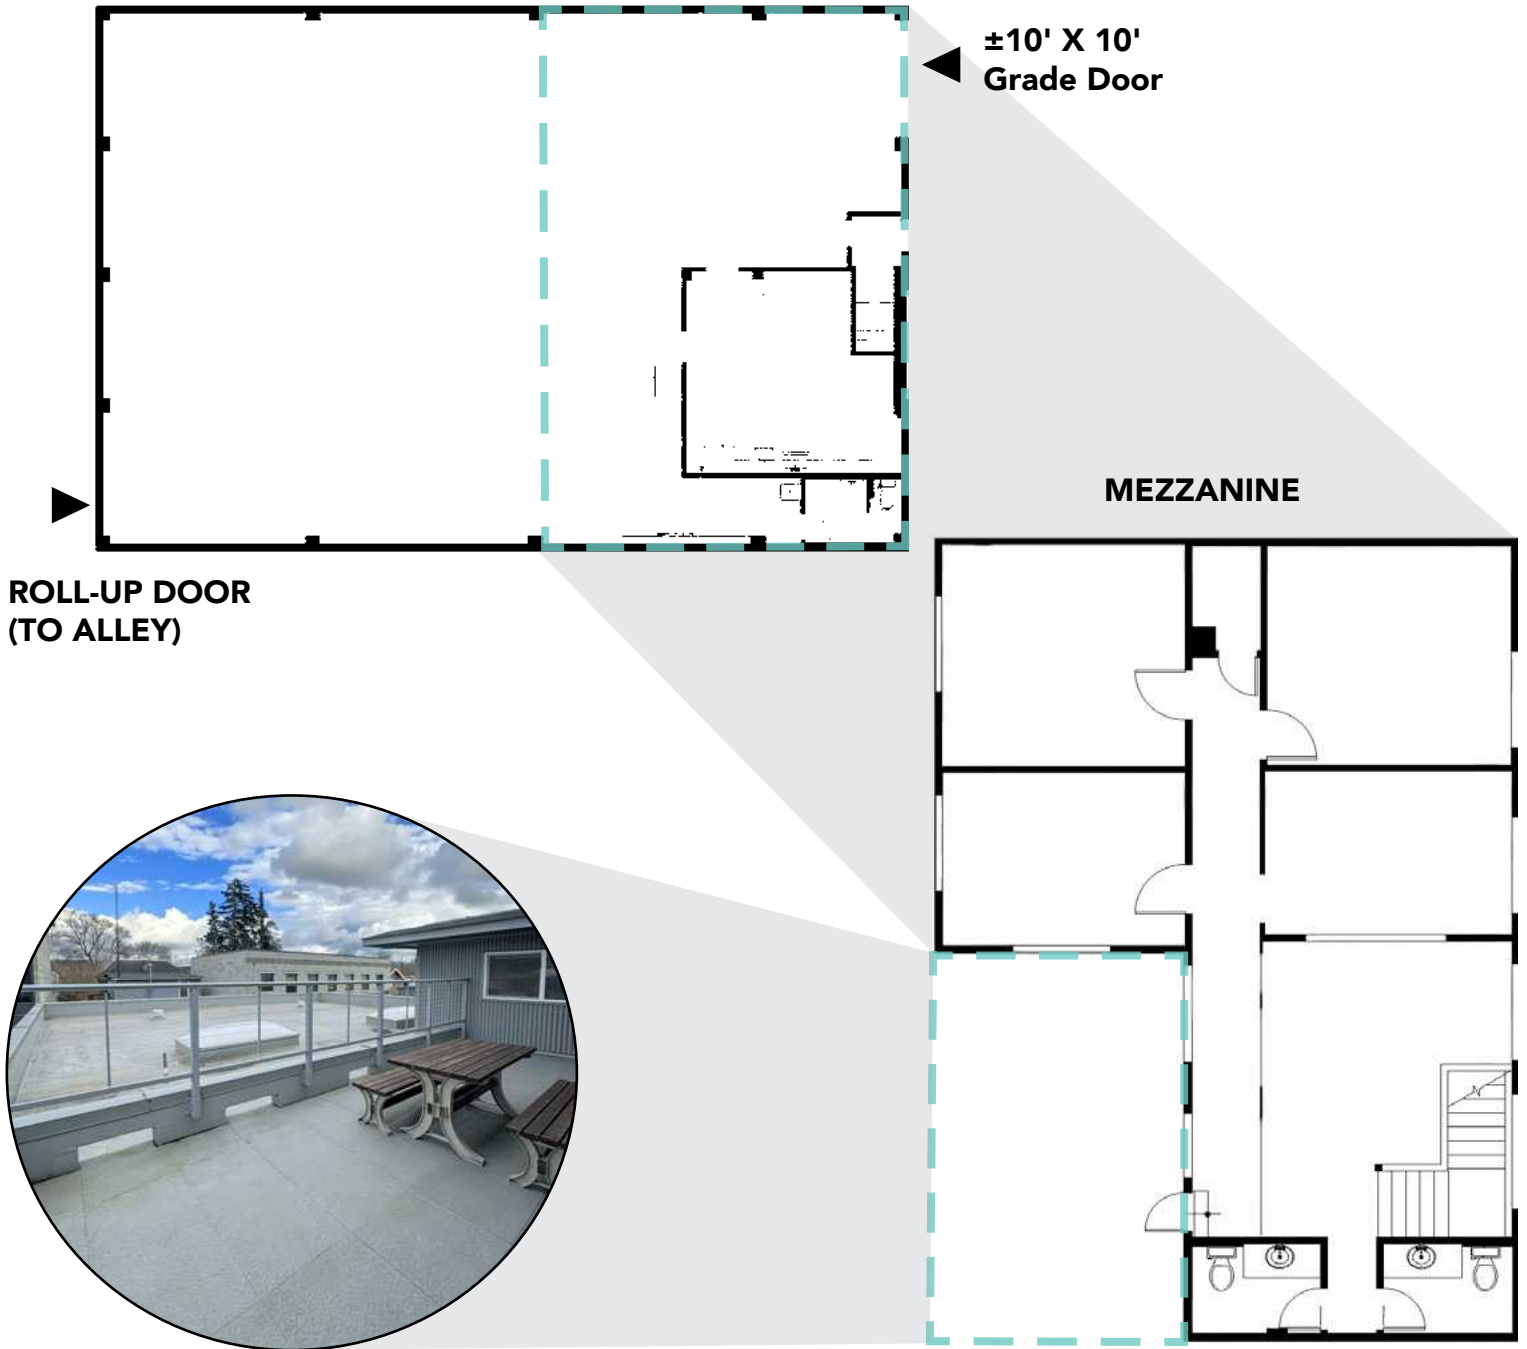 ±10' X 10'
Grade Door
MEZZANINE
ROLL-UP DOOR
(TO ALLEY)